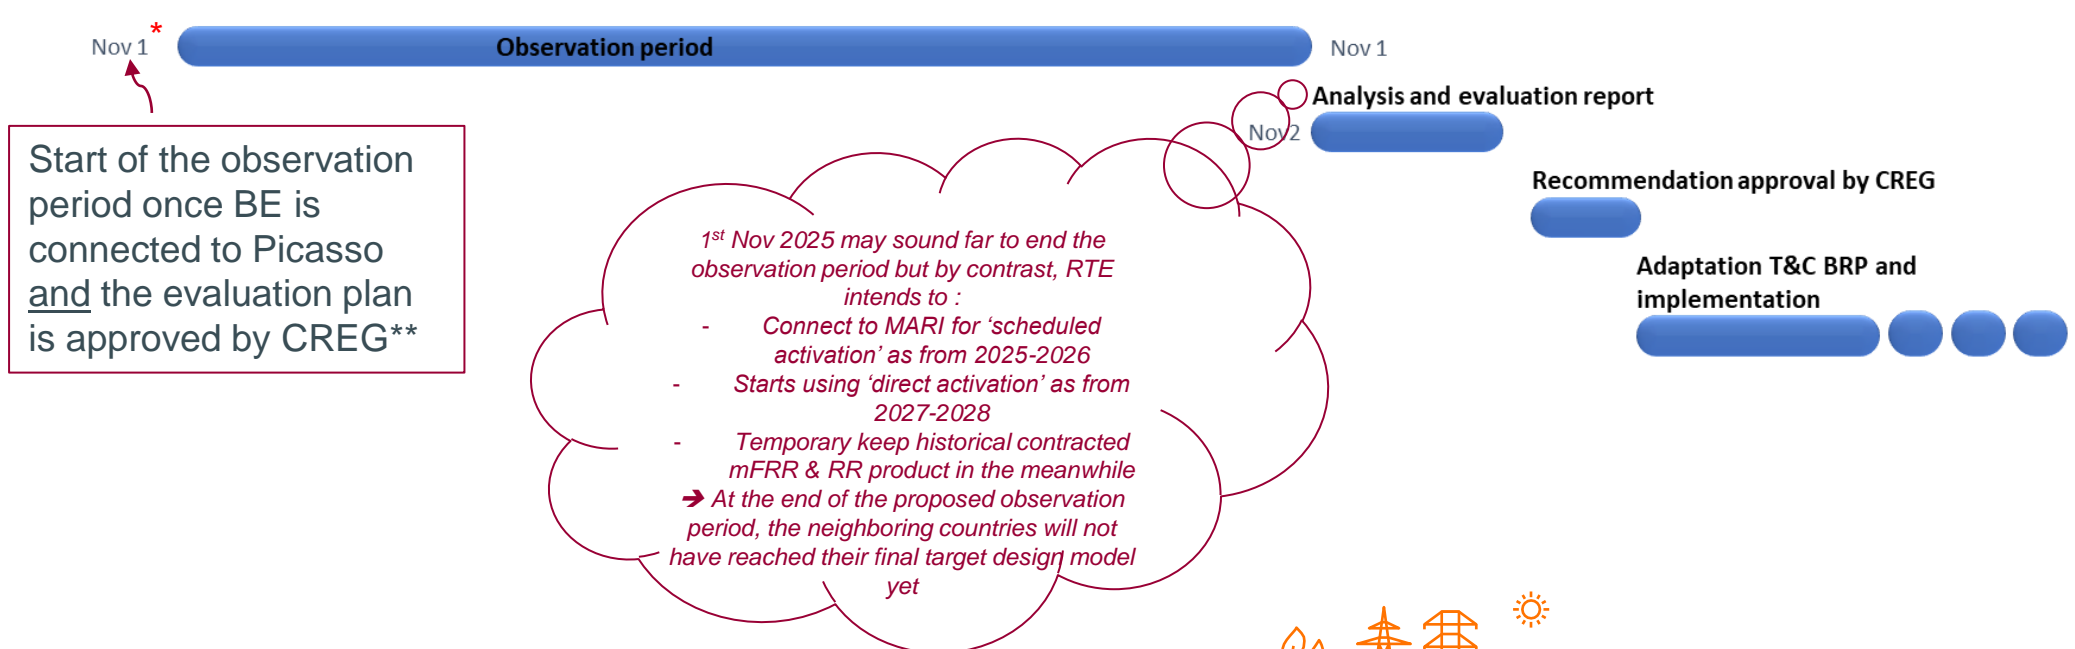 Nov 1*
Observation period
Nov 1
Analysis and evaluation report
Nov2
Recommendation approval by CREG
Adaptation T&C BRP and
implementation
Start of the observation
period once BE is
connected to Picasso
and the evaluation plan
is approved by CREG**
1st Nov 2025 may sound far to end the
observation period but by contrast, RTE
intends to :
- Connect to MARI for ‘scheduled
activation’ as from 2025-2026
- Starts using ‘direct activation’ as from
2027-2028
- Temporary keep historical contracted
mFRR & RR product in the meanwhile
➔ At the end of the proposed observation
period, the neighboring countries will not
have reached their final target design model
yet